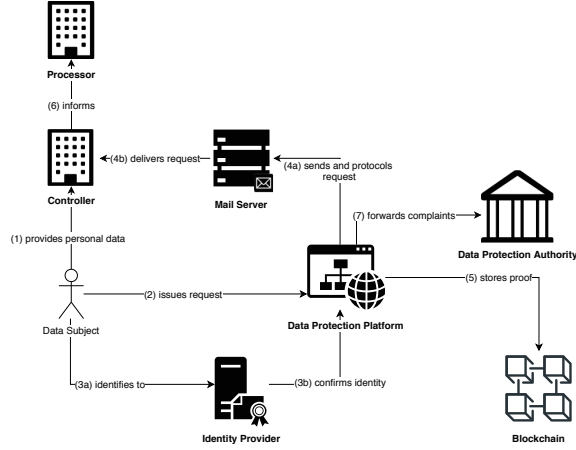 Processor
(6) informs
(4b) delivers request
(4a) sends and protocols
request
Controller
Mail Server
(7) forwards complaints
(1) provides personal data
Data Protection Authority
(5) stores proof
(2) issues request
Data Subject
Data Protection Platform
(3a) identifies to
(3b) confirms identity
Identity Provider
Blockchain